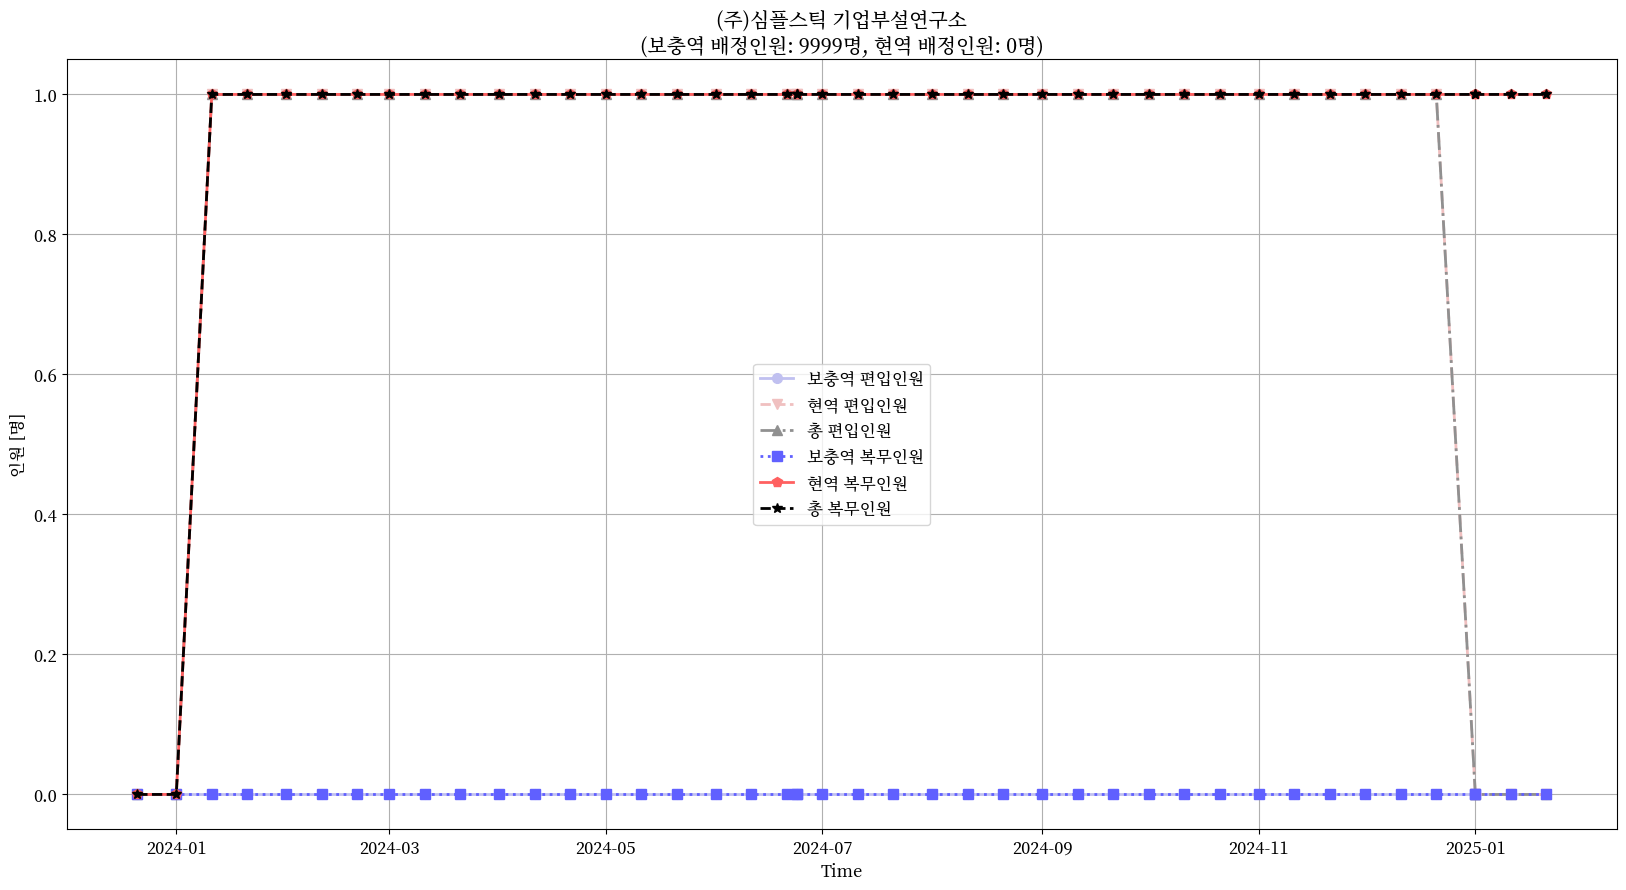 (주)심플스틱 기업부설연구소
(보충역 배정인원: 9999명, 현역 배정인원: 0명)
인원 [명]
1.0
0.8
0.6
0.4
0.2
0.0
보충역 편입인원
현역 편입인원
총 편입인원
보충역 복무인원
현역 복무인원
총 복무인원
2024-01 2024-03 2024-05 2024-07 2024-09 2024-11 2025-01
Time